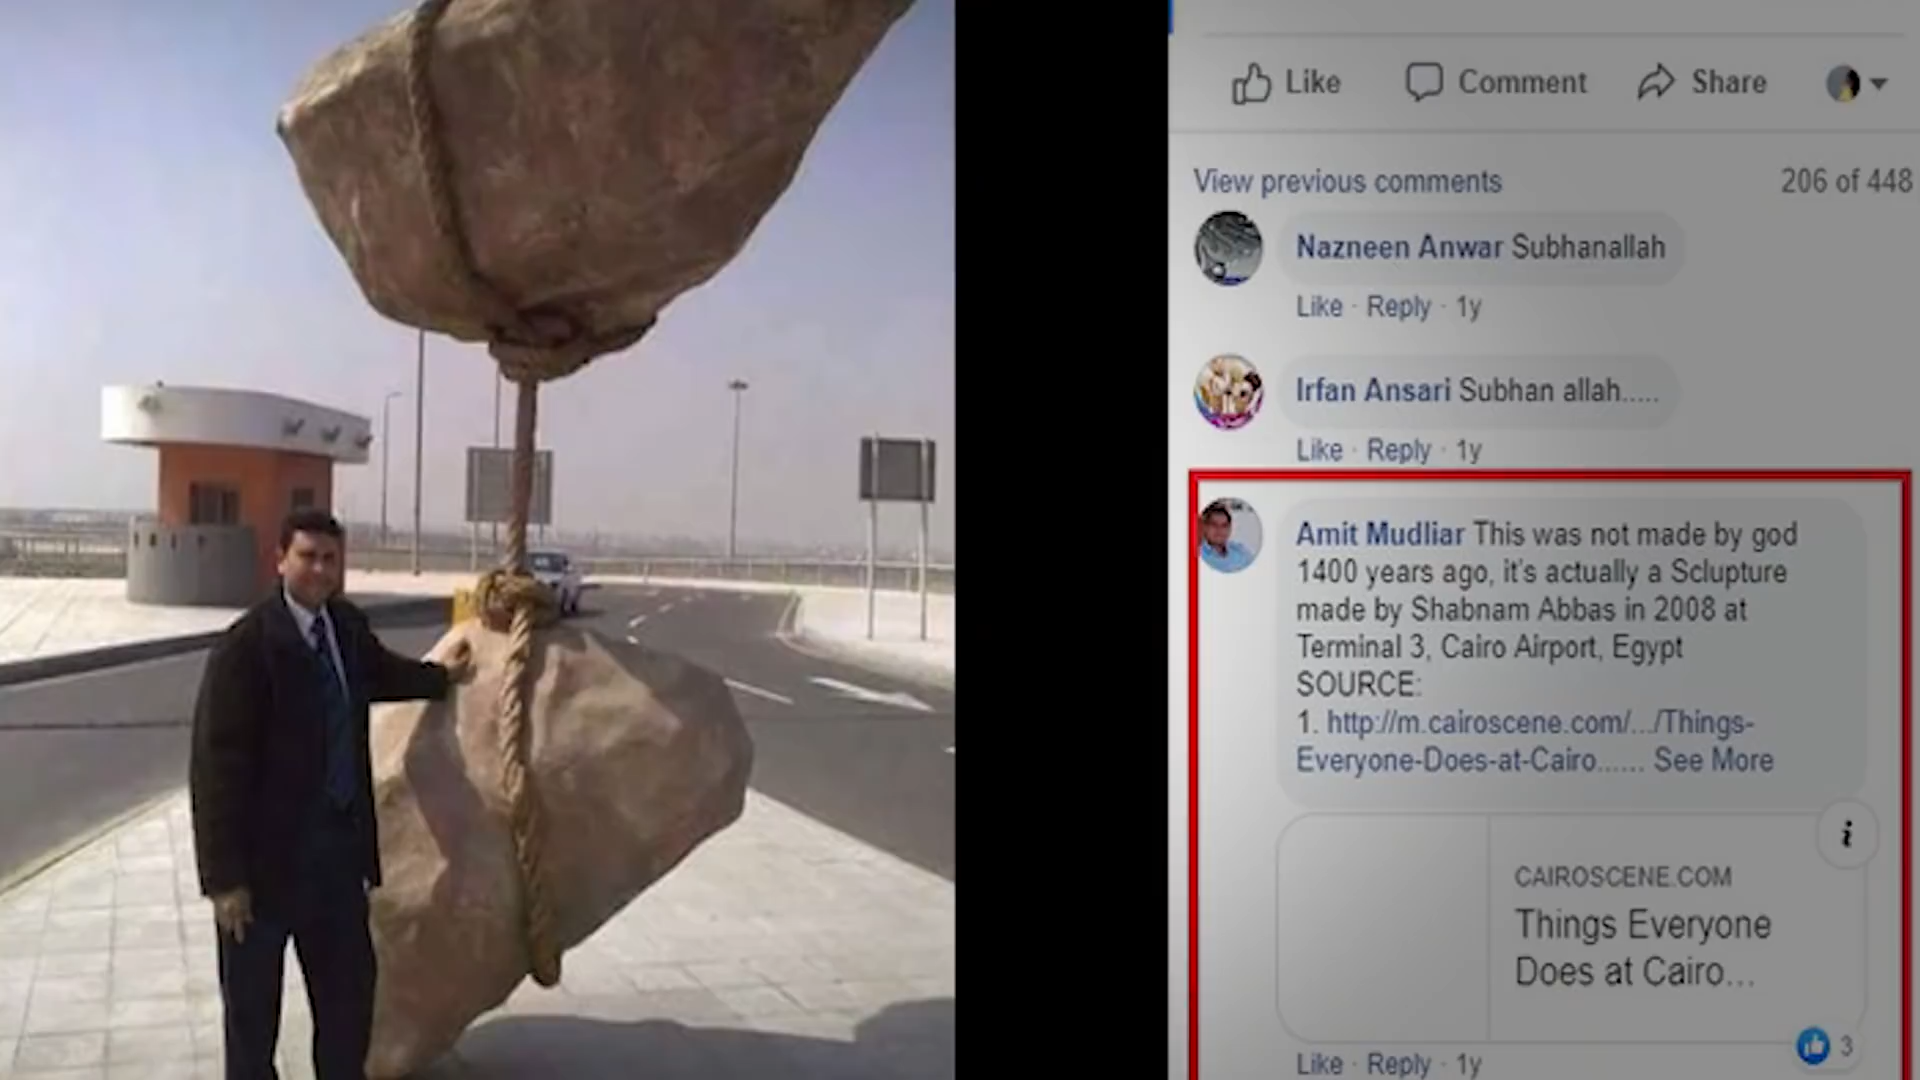 Like Comment Share
View previous comments 206 of 448
Nazneen Anwar Subhanallah
Like · Reply · 1y
Irfan Ansari Subhan allah.....
Like · Reply · 1y
Amit Mudliar This was not made by god
1400 years ago, it's actually a Sclupture
made by Shabnam Abbas in 2008 at
Terminal 3, Cairo Airport, Egypt
SOURCE:
1. http://m.cairoscene.com/.../Things-
Everyone-Does-at-Cairo...... See More
i
CAIROSCENE.COM
Things Everyone
Does at Cairo...
3
Like · Reply · 1y